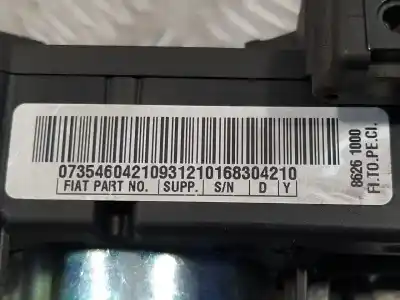 07354604210931210168304210
FIAT PART NO. SUPP. S/N D Y
8626 1000
FI.TO.PE.CI.